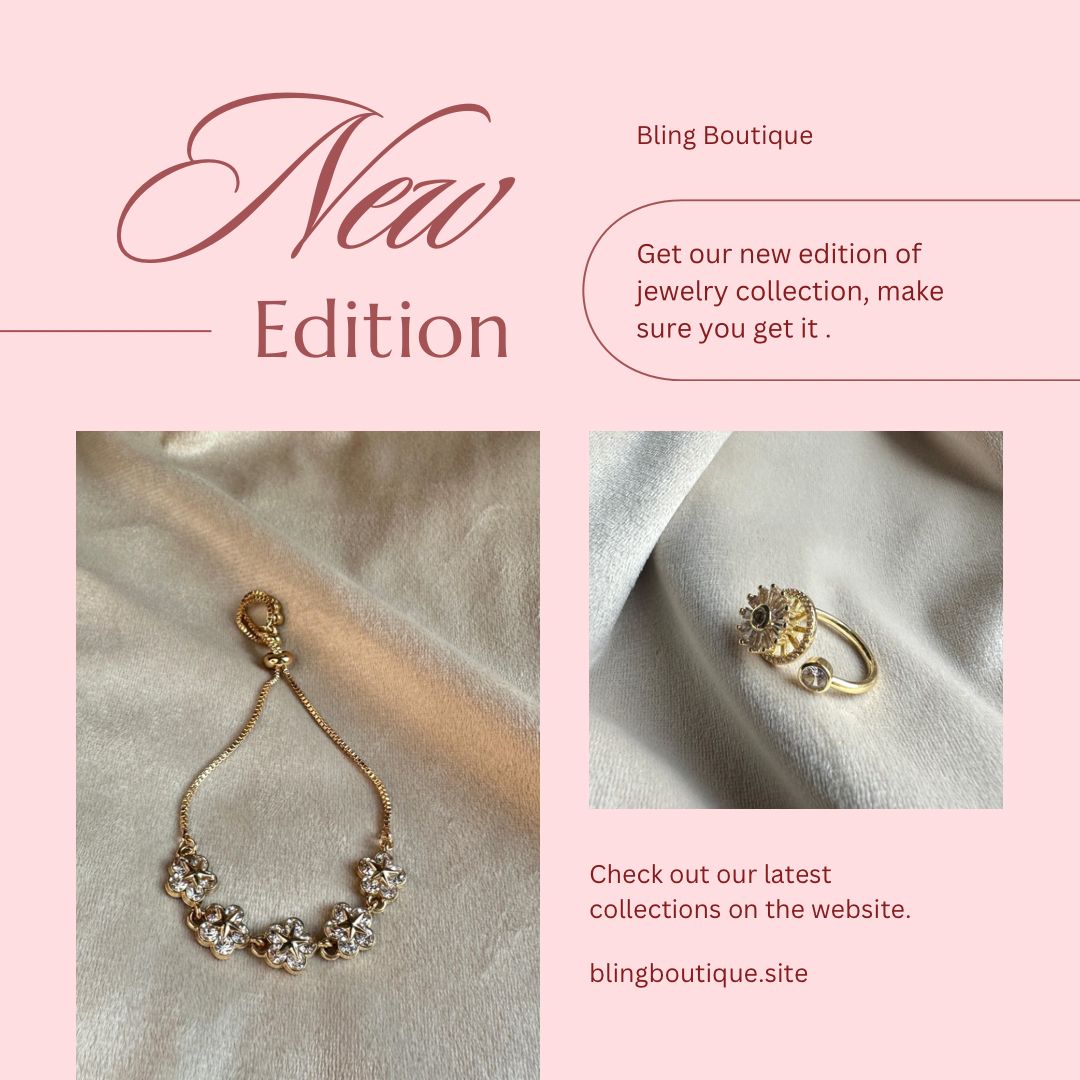 New
Edition
Bling Boutique
Get our new edition of
jewelry collection, make
sure you get it .
Check out our latest
collections on the website.
blingboutique.site